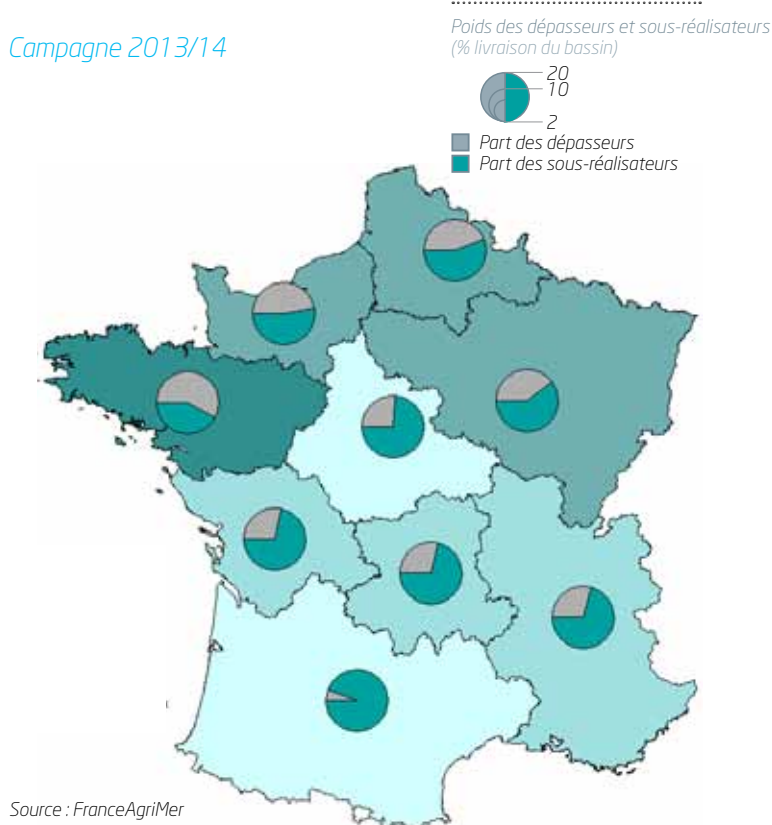 Campagne 2013/14
Poids des dépasseurs et sous-réalisateurs
(% livraison du bassin)
20
10
2
Part des dépasseurs
Part des sous-réalisateurs
Source : FranceAgriMer